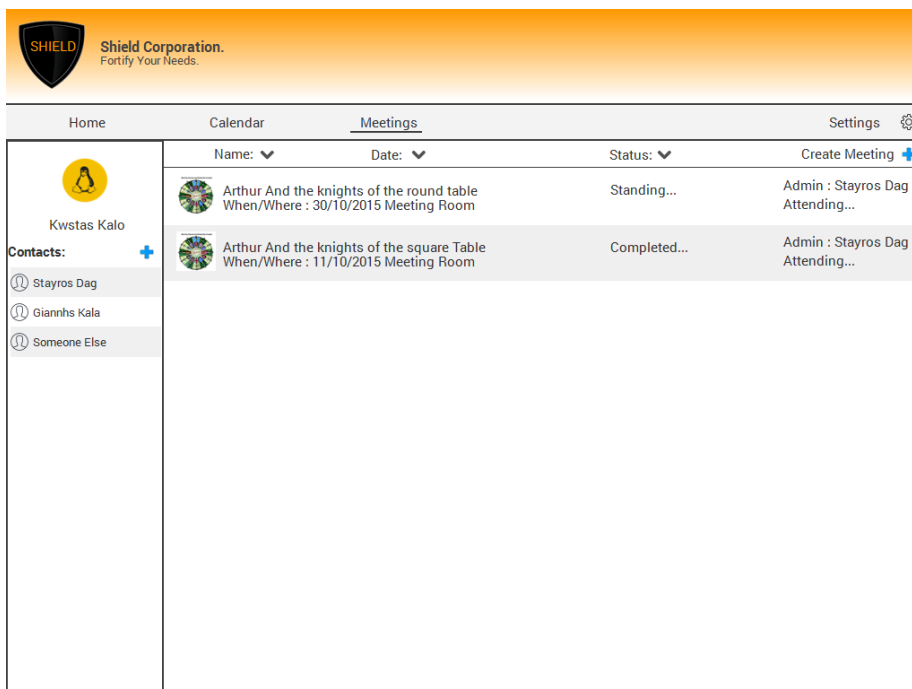 SHIELD
Shield Corporation.
Fortify Your Needs.
Home Calendar Meetings Settings
Name: Date: Status: Create Meeting
Kwstas Kalo
Contacts:
Stayros Dag
Giannhs Kala
Someone Else
Arthur And the knights of the round table
When/Where : 30/10/2015 Meeting Room
Standing...
Admin : Stayros Dag
Attending...
Arthur And the knights of the square Table
When/Where : 11/10/2015 Meeting Room
Completed...
Admin : Stayros Dag
Attending...